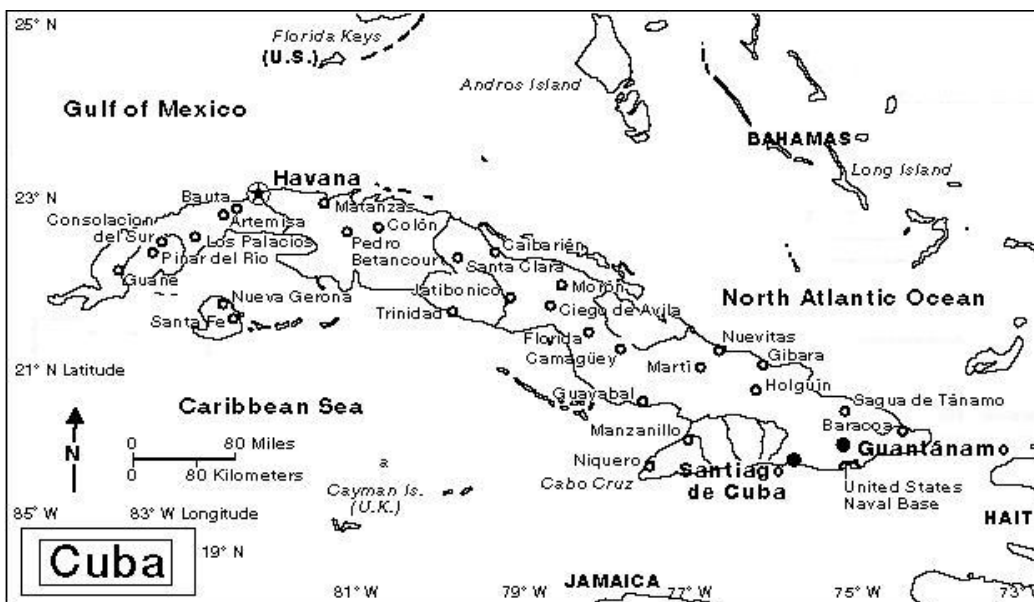 25° N
Florida Keys
(U.S.)
Andros Island
Gulf of Mexico
BAHAMAS
Long Island
23° N
Havana
Bauta
Matanzas
Consolacion
del Sur
Artemisa
Colón
Los Palacios
Pedro
Betancour
Caibarién
Pinar del Río
Santa Clara
Guane
Morón
Jatibonico
North Atlantic Ocean
Nueva Gerona
Trinidad
Ciego de Avila
Santa Fe
Florida
Nuevitas
Camagüey
Gibara
21° N Latitude
Martí
Holguín
Guayabal
Caribbean Sea
Sagua de Tánamo
Baracoa
Manzanillo
N
0 80 Miles
Guantánamo
0 80 Kilometers
a
Niquero
Santiago
de Cuba
Cabo Cruz
United States
Naval Base
Cayman Is.
(U.K.)
85° W 83° W Longitude
HAIT
19° N
Cuba
81° W
79° W
JAMAICA
77° W
75° W
73°